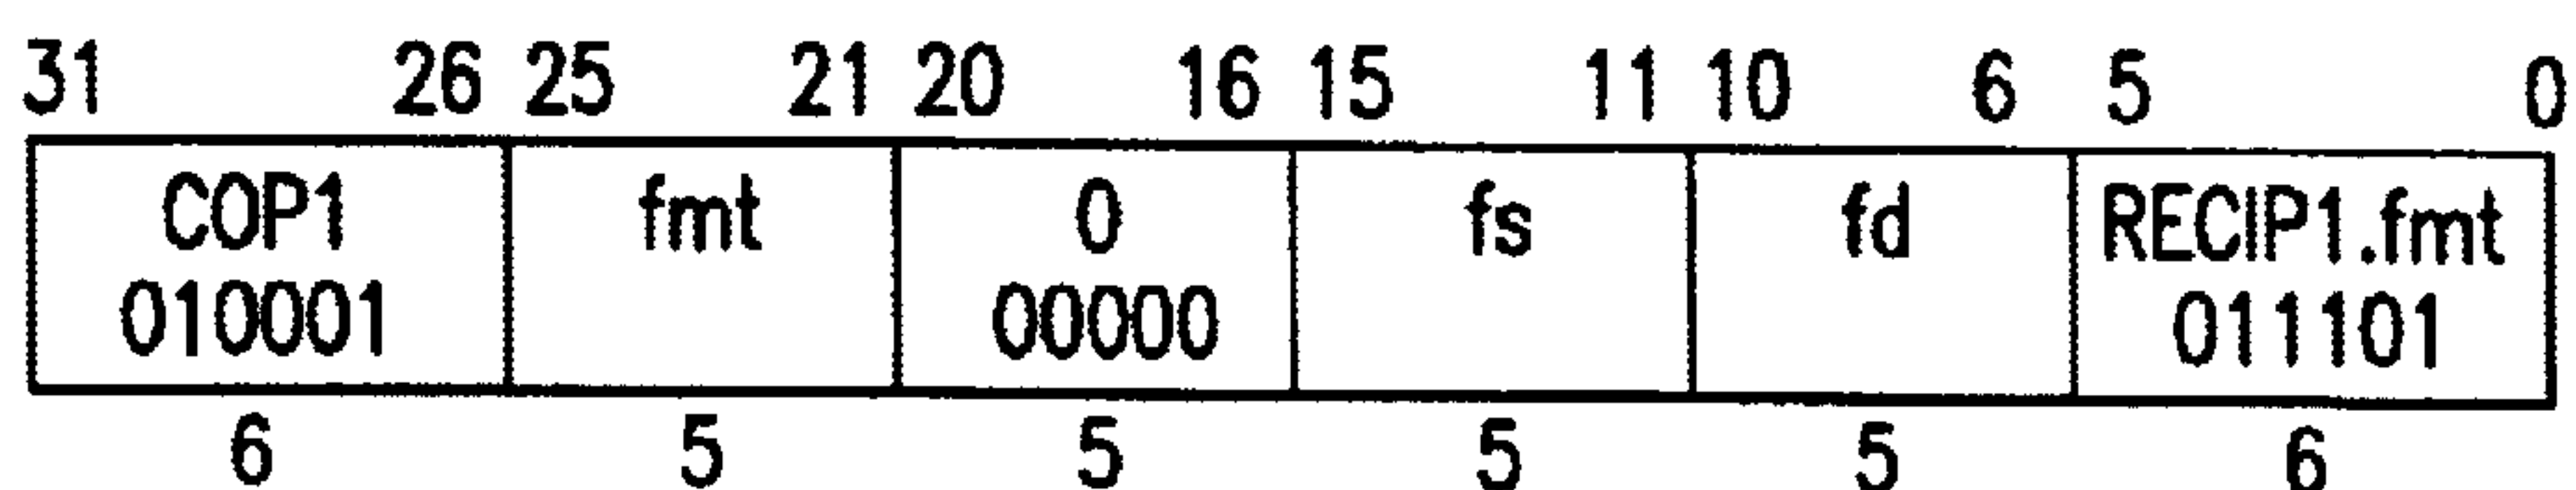 31 26 25 21 20 16 15 11 10 6 5 0
COP1 fmt 0 fs fd RECIP1.fmt
010001 00000 011101
6 5 5 5 5 6